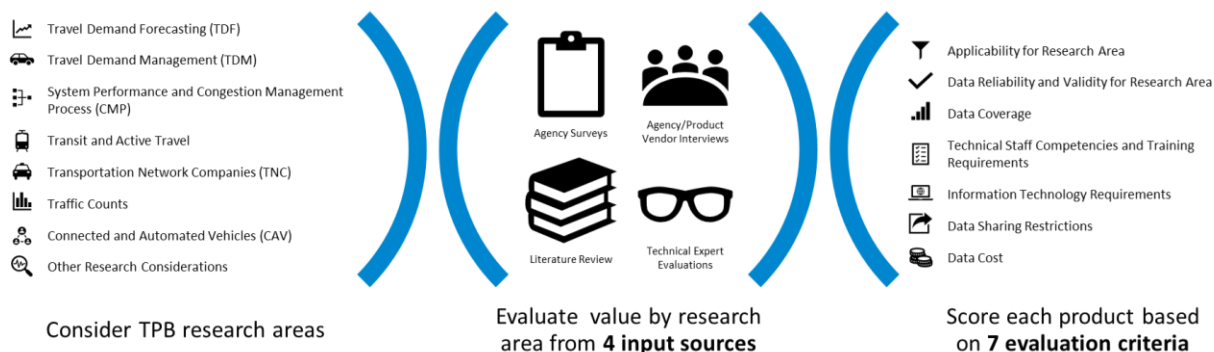 Travel Demand Forecasting (TDF)
Travel Demand Management (TDM)
System Performance and Congestion Management
Process (CMP)
Transit and Active Travel
Transportation Network Companies (TNC)
Traffic Counts
Connected and Automated Vehicles (CAV)
Other Research Considerations
Consider TPB research areas
Agency Surveys
Agency/Product
Vendor Interviews
Literature Review
Technical Expert
Evaluations
Evaluate value by research
area from 4 input sources
Applicability for Research Area
Data Reliability and Validity for Research Area
Data Coverage
Technical Staff Competencies and Training
Requirements
Information Technology Requirements
Data Sharing Restrictions
Data Cost
Score each product based
on 7 evaluation criteria